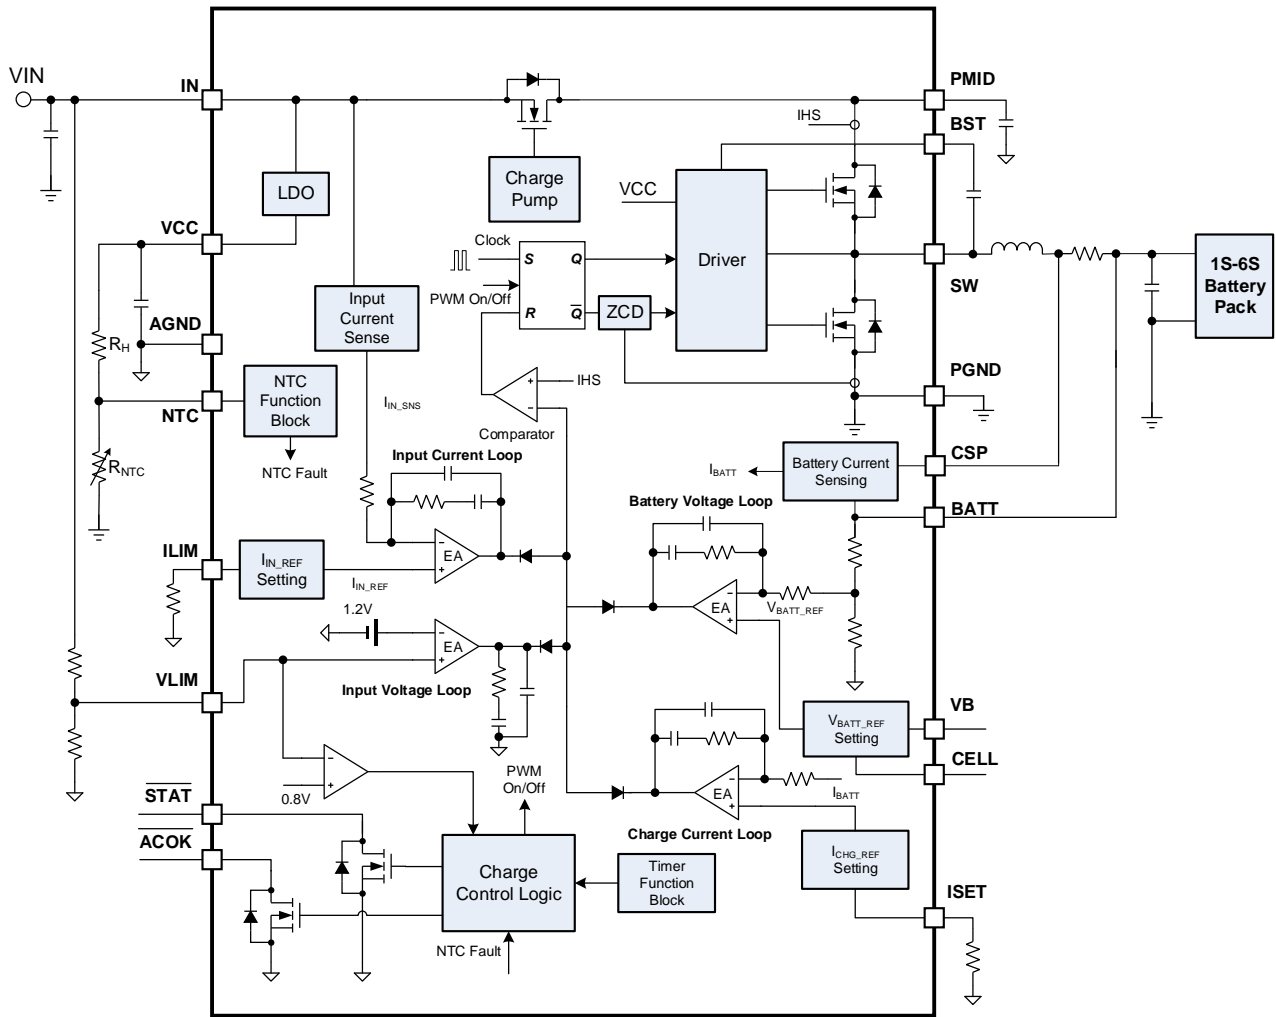 VIN
IN
PMID
BST
IHS
LDO
Charge
Pump
VCC
Driver
VCC
Clock
S
Q
PWM On/Off
R
Q̅
ZCD
SW
1S-6S
Battery
Pack
AGND
Input
Current
Sense
RH
NTC
Function
Block
NTC
IIN_SNS
IHS
+
−
Comparator
PGND
NTC Fault
RNTC
Input Current Loop
IBATT
Battery Current
Sensing
CSP
Battery Voltage Loop
BATT
ILIM
IIN_REF
Setting
IIN_REF
−
EA
+
1.2V
VBATT_REF
−
EA
+
−
EA
+
VLIM
Input Voltage Loop
VBATT_REF
Setting
VB
CELL
−
+
0.8V
PWM
On/Off
−
EA
+
IBATT
STAT
ACOK
Charge Current Loop
ICHG_REF
Setting
Charge
Control Logic
Timer
Function
Block
ISET
NTC Fault